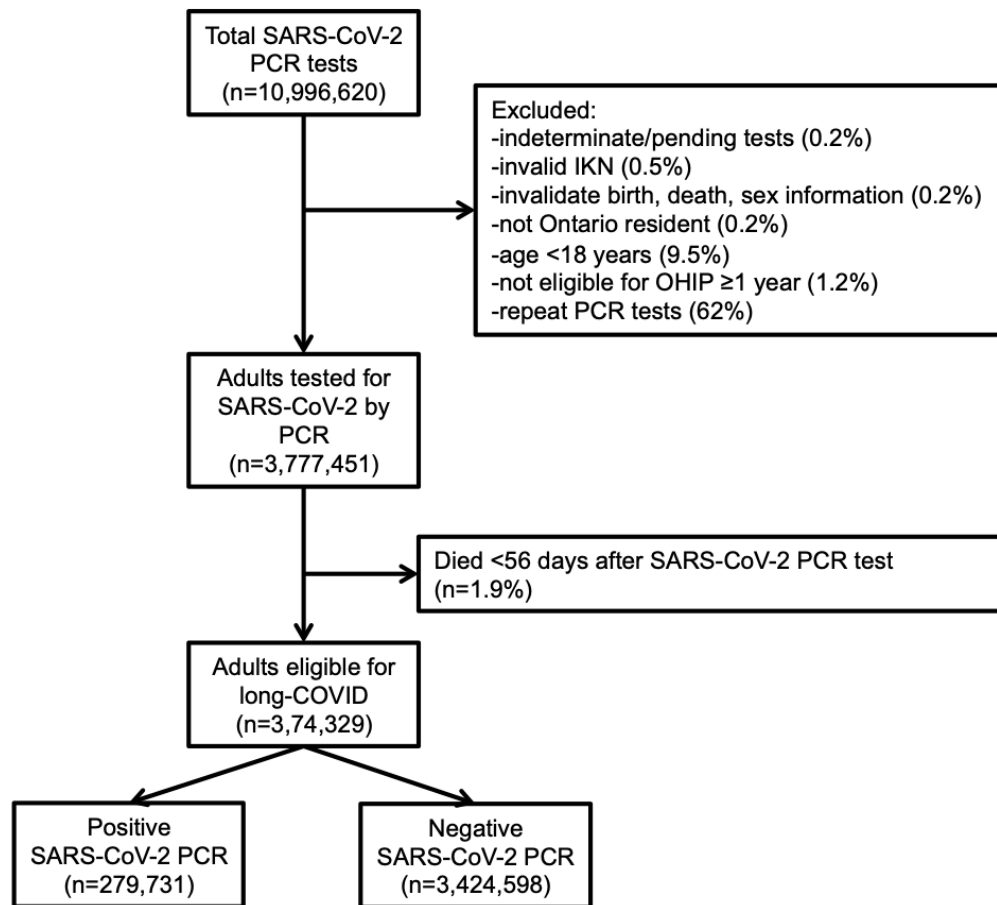 Total SARS-CoV-2
PCR tests
(n=10,996,620)
Excluded:
-indeterminate/pending tests (0.2%)
-invalid IKN (0.5%)
-invalidate birth, death, sex information (0.2%)
-not Ontario resident (0.2%)
-age <18 years (9.5%)
-not eligible for OHIP ≥1 year (1.2%)
-repeat PCR tests (62%)
Adults tested for
SARS-CoV-2 by
PCR
(n=3,777,451)
Died <56 days after SARS-CoV-2 PCR test
(n=1.9%)
Adults eligible for
long-COVID
(n=3,74,329)
Positive
SARS-CoV-2 PCR
(n=279,731)
Negative
SARS-CoV-2 PCR
(n=3,424,598)